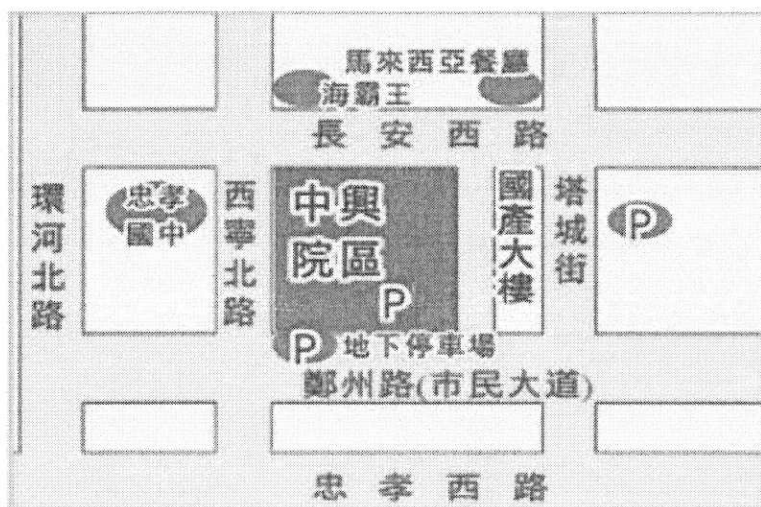 馬來西亞餐廳
海霸王
長安西路
環河北路
忠孝
國中
西寧北路
中興
院區
P
國產大樓
塔城街
P
P 地下停車場
鄭州路(市民大道)
忠孝西路